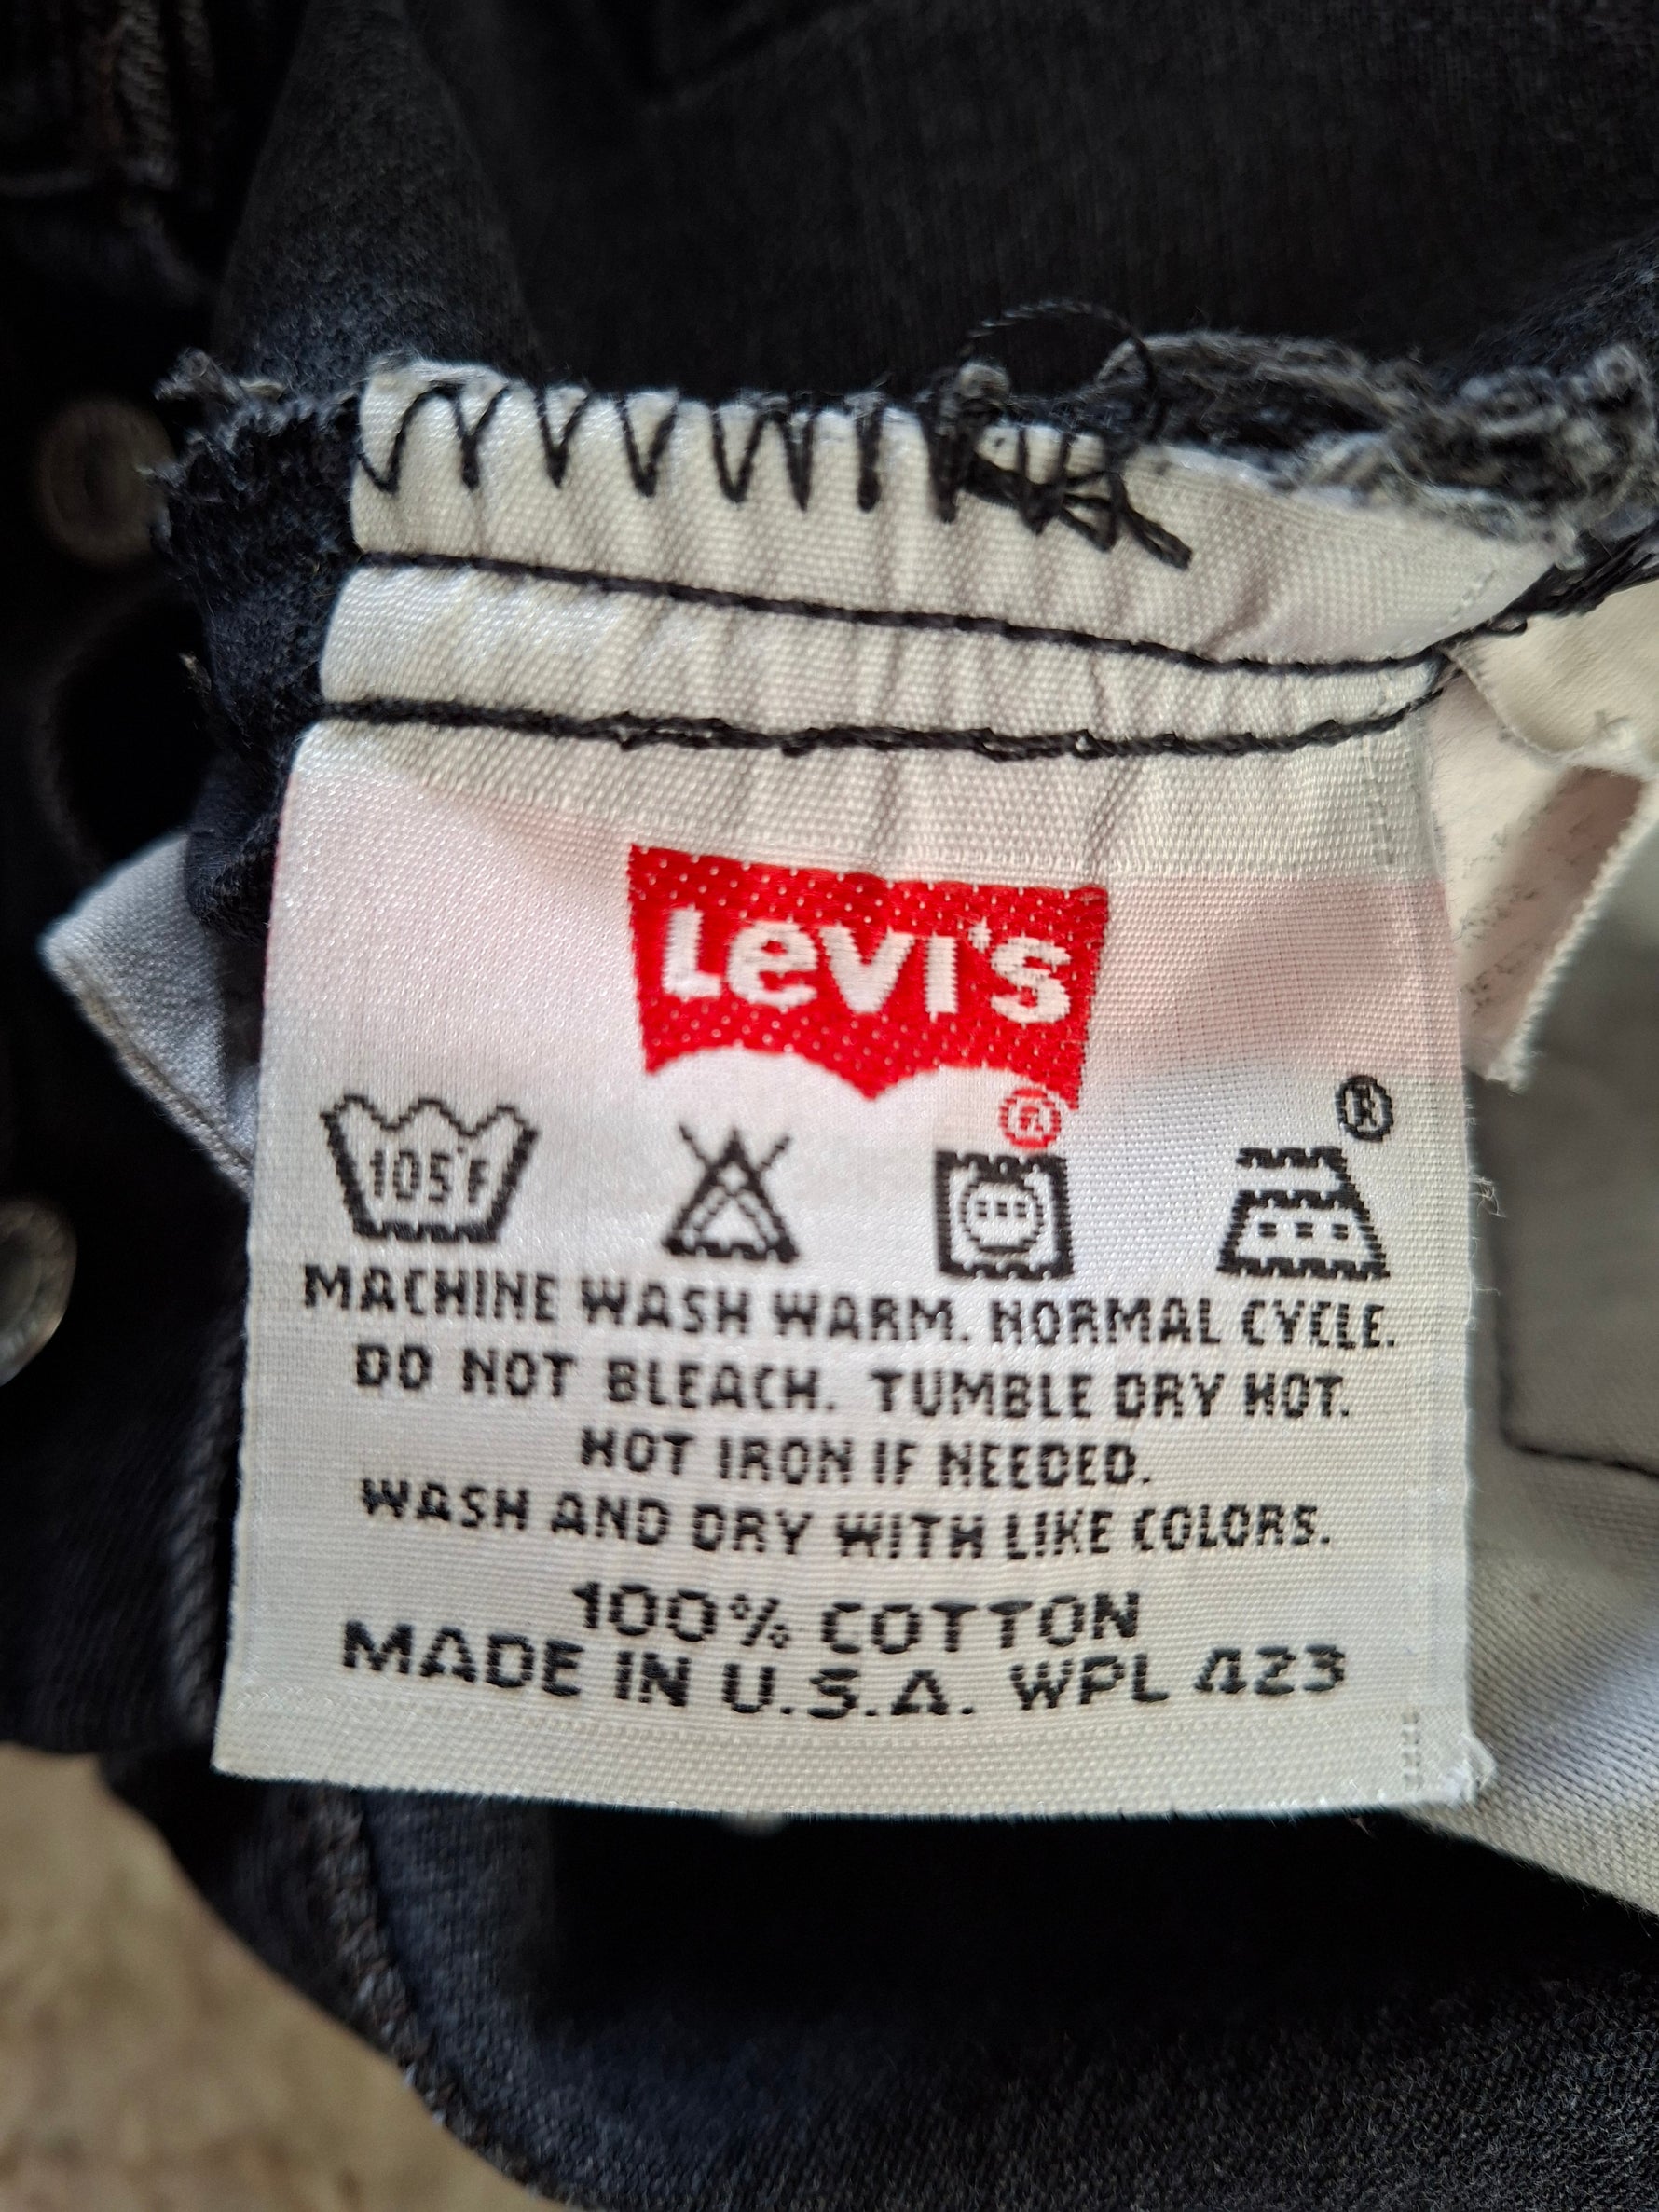 Levi's
®
®
105°F
MACHINE WASH WARM. NORMAL CYCLE.
DO NOT BLEACH. TUMBLE DRY HOT.
HOT IRON IF NEEDED.
WASH AND DRY WITH LIKE COLORS.
100% COTTON
MADE IN U.S.A. WPL 423